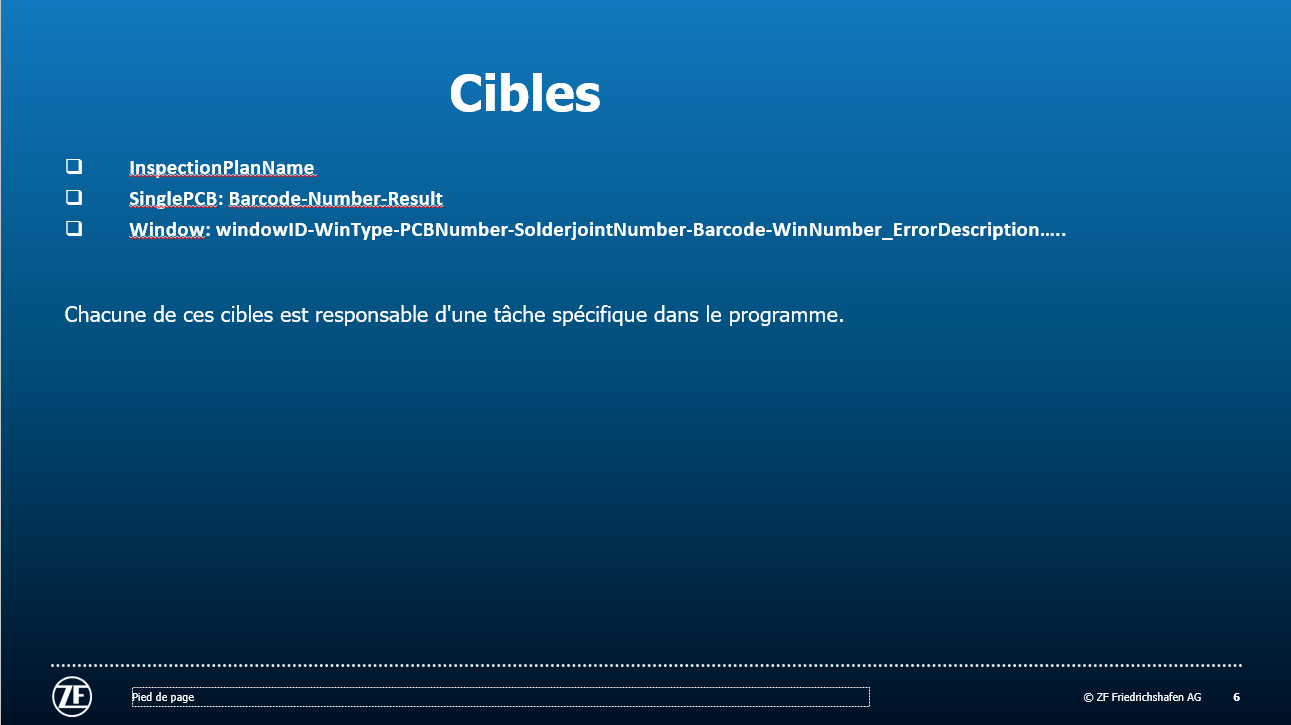 Cibles
❑ InspectionPlanName
❑ SinglePCB: Barcode-Number-Result
❑ Window: windowID-WinType-PCBNumber-SolderjointNumber-Barcode-WinNumber_ErrorDescription…..
Chacune de ces cibles est responsable d'une tâche spécifique dans le programme.
ZF
Pied de page
© ZF Friedrichshafen AG
6